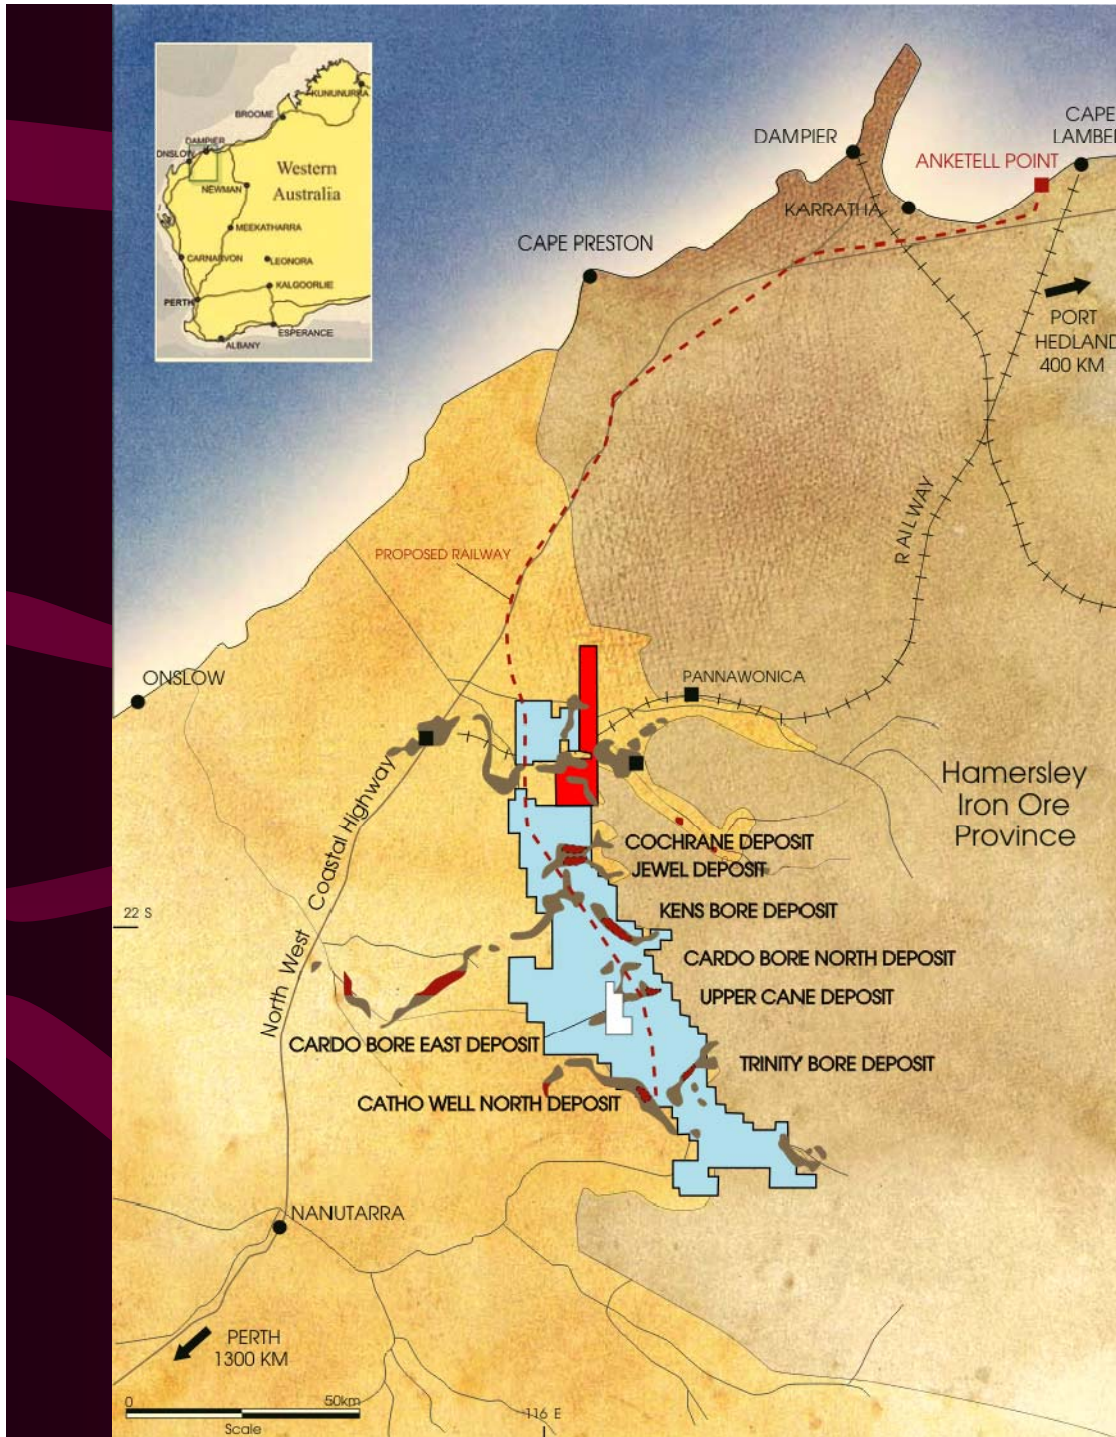 KUNUNURRA
BROOME
DAMPIER
ONSLOW
Western
Australia
NEWMAN
MEEKATHARRA
CARNARVON
LEONORA
KALGOORLIE
PERTH
ESPERANCE
ALBANY
DAMPIER
CAPE
LAMBE
ANKETELL POINT
KARRATHA
CAPE PRESTON
PORT
HEDLAND
400 KM
RAILWAY
PROPOSED RAILWAY
ONSLOW
PANNAWONICA
Hamersley
Iron Ore
Province
North West Coastal Highway
COCHRANE DEPOSIT
JEWEL DEPOSIT
22 S
KENS BORE DEPOSIT
CARDO BORE NORTH DEPOSIT
UPPER CANE DEPOSIT
CARDO BORE EAST DEPOSIT
TRINITY BORE DEPOSIT
CATHO WELL NORTH DEPOSIT
NANUTARRA
PERTH
1300 KM
0 50km
Scale
116 E